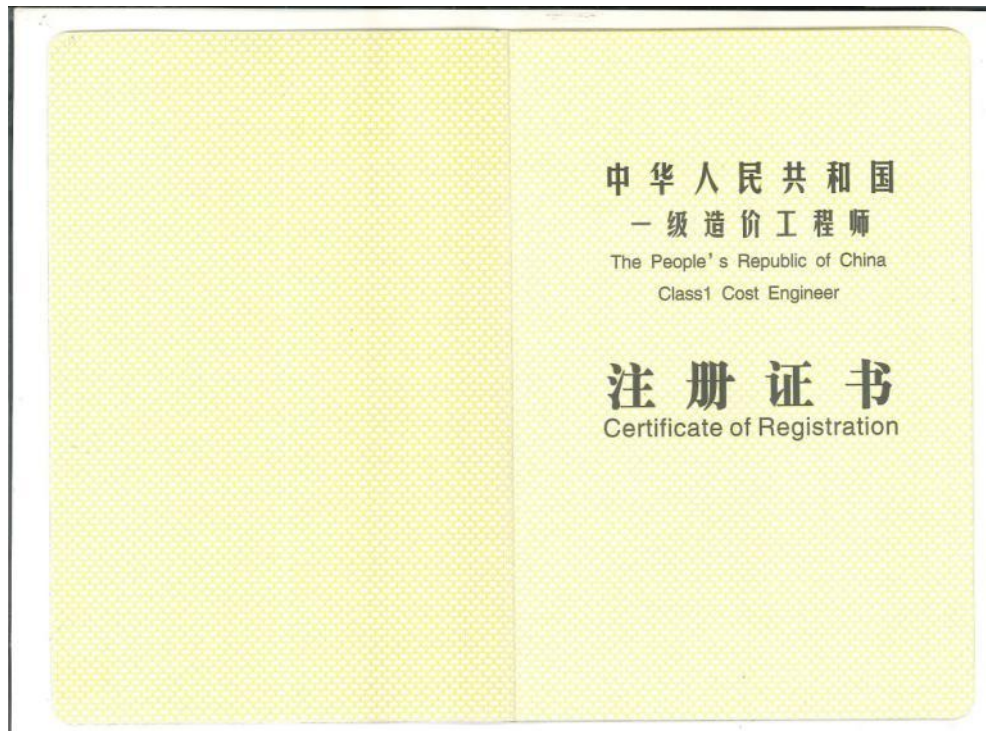 中华人民共和国
一级造价工程师
The People's Republic of China
Class1 Cost Engineer
注册证书
Certificate of Registration